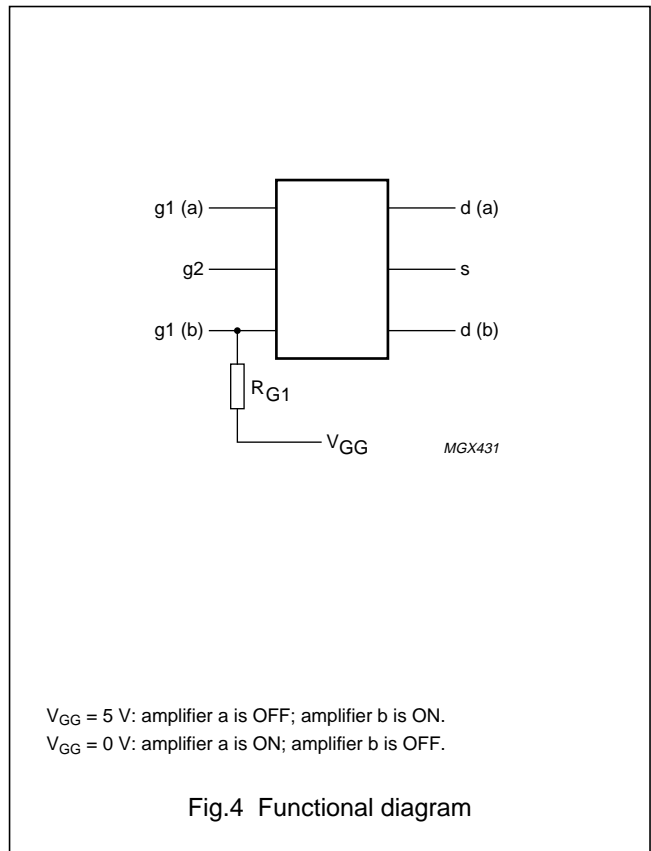 g1 (a)
d (a)
g2
s
g1 (b)
d (b)
RG1
VGG
MGX431
VGG = 5 V: amplifier a is OFF; amplifier b is ON.
VGG = 0 V: amplifier a is ON; amplifier b is OFF.
Fig.4 Functional diagram